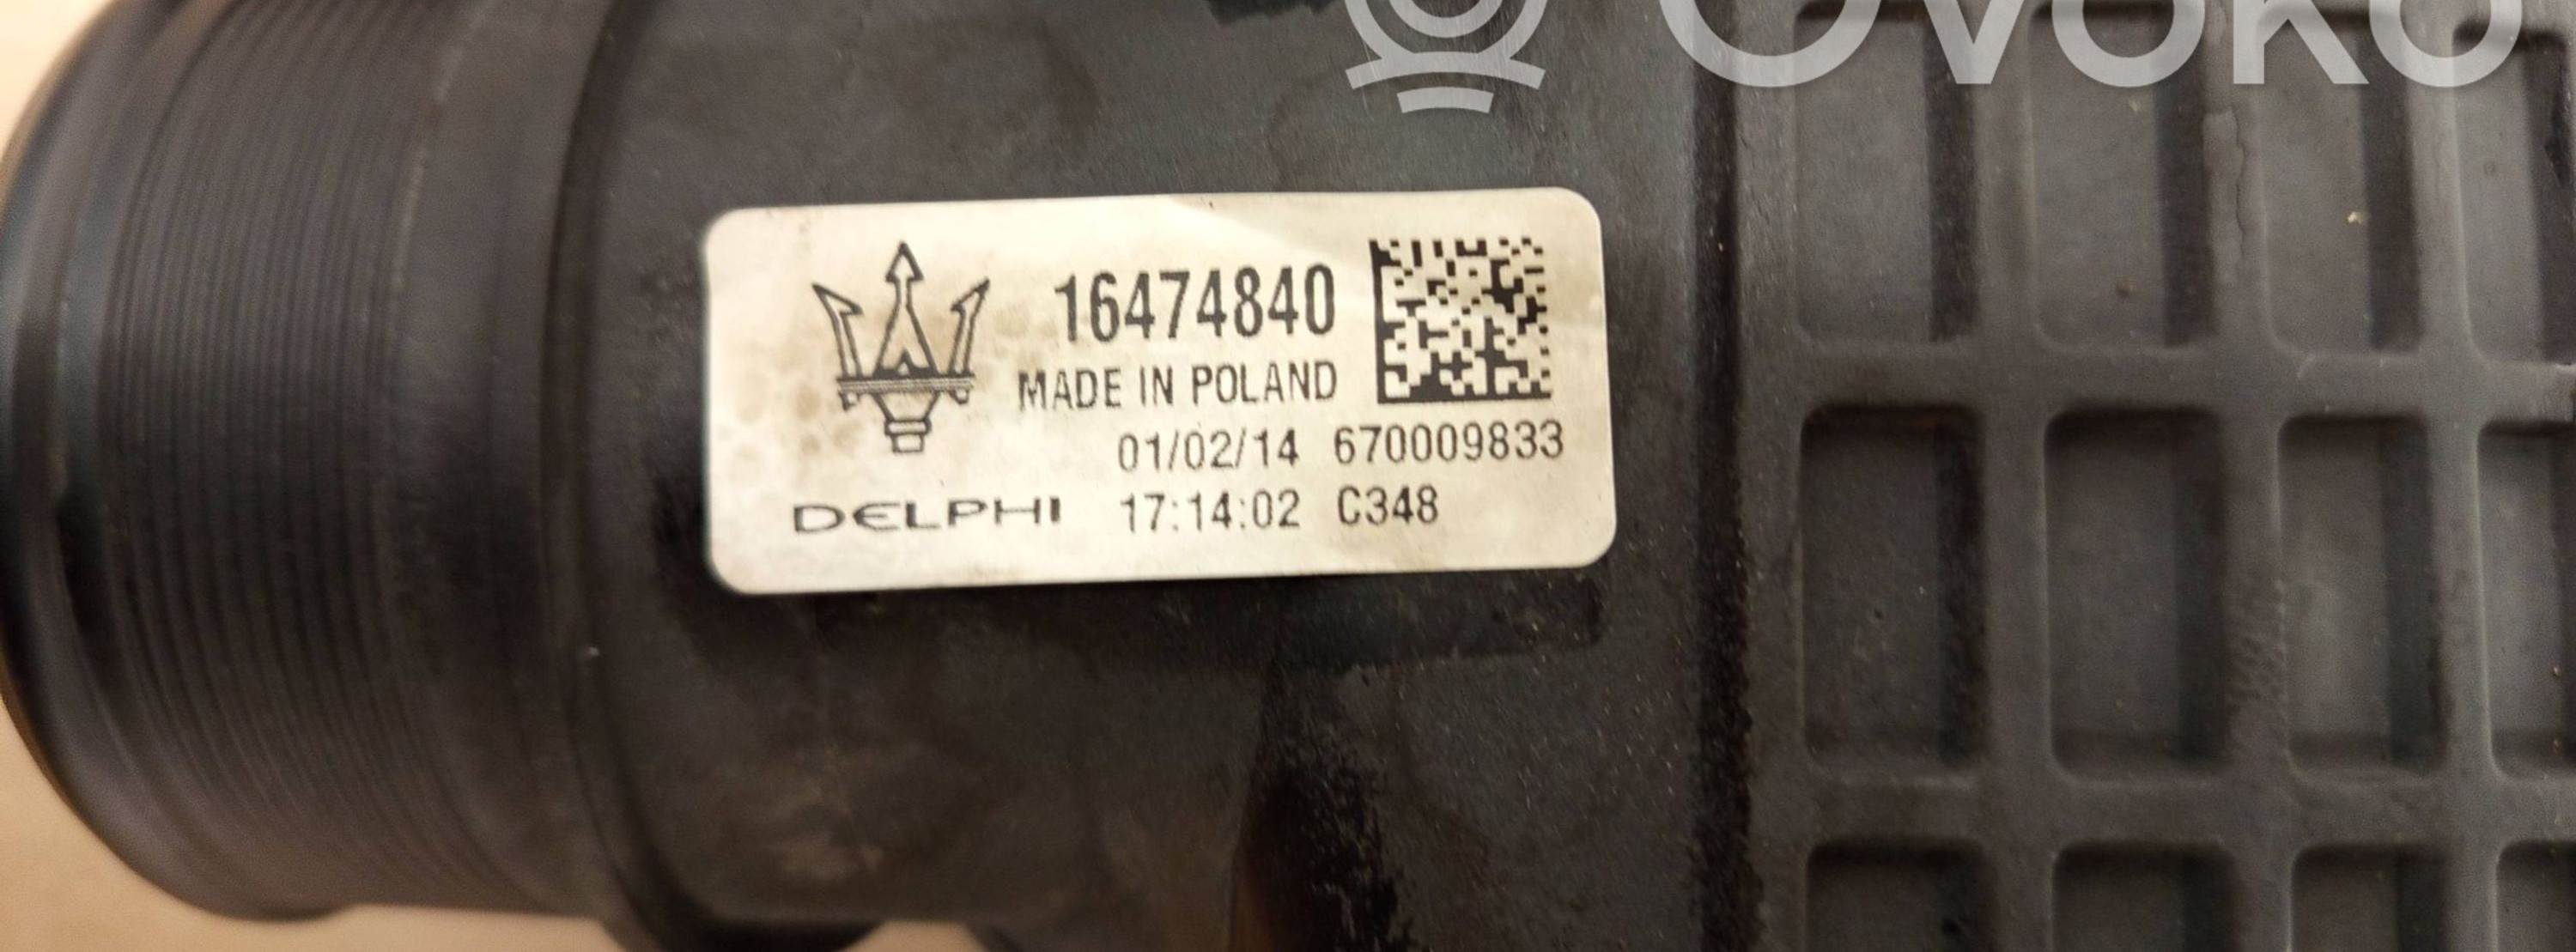 OVOKO
16474840
MADE IN POLAND
01/02/14 670009833
DELPHI 17:14:02 C348